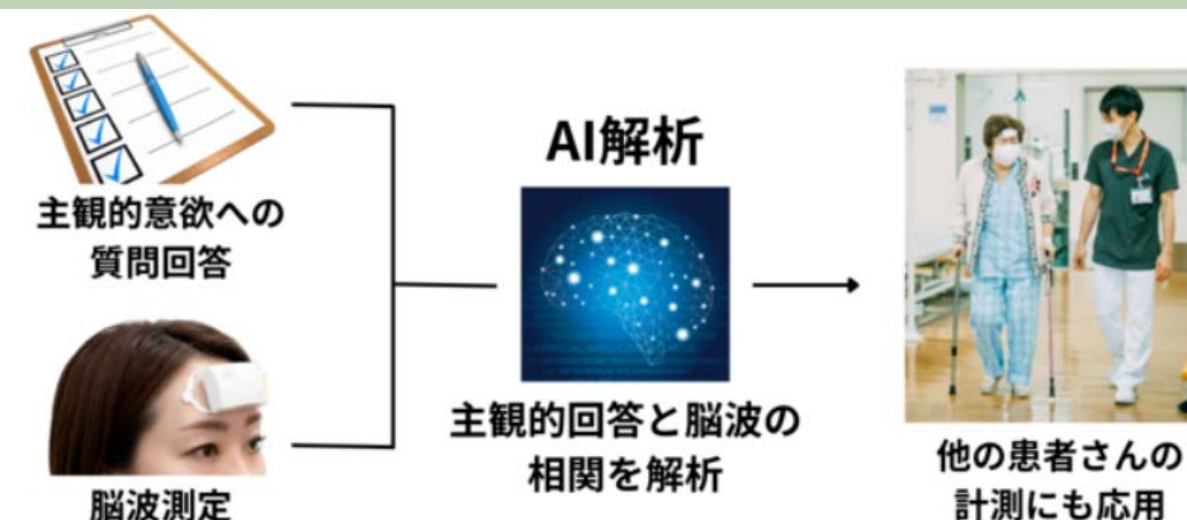 主観的意欲への
質問回答
脳波測定
AI解析
主観的回答と脳波の
相関を解析
他の患者さんの
計測にも応用